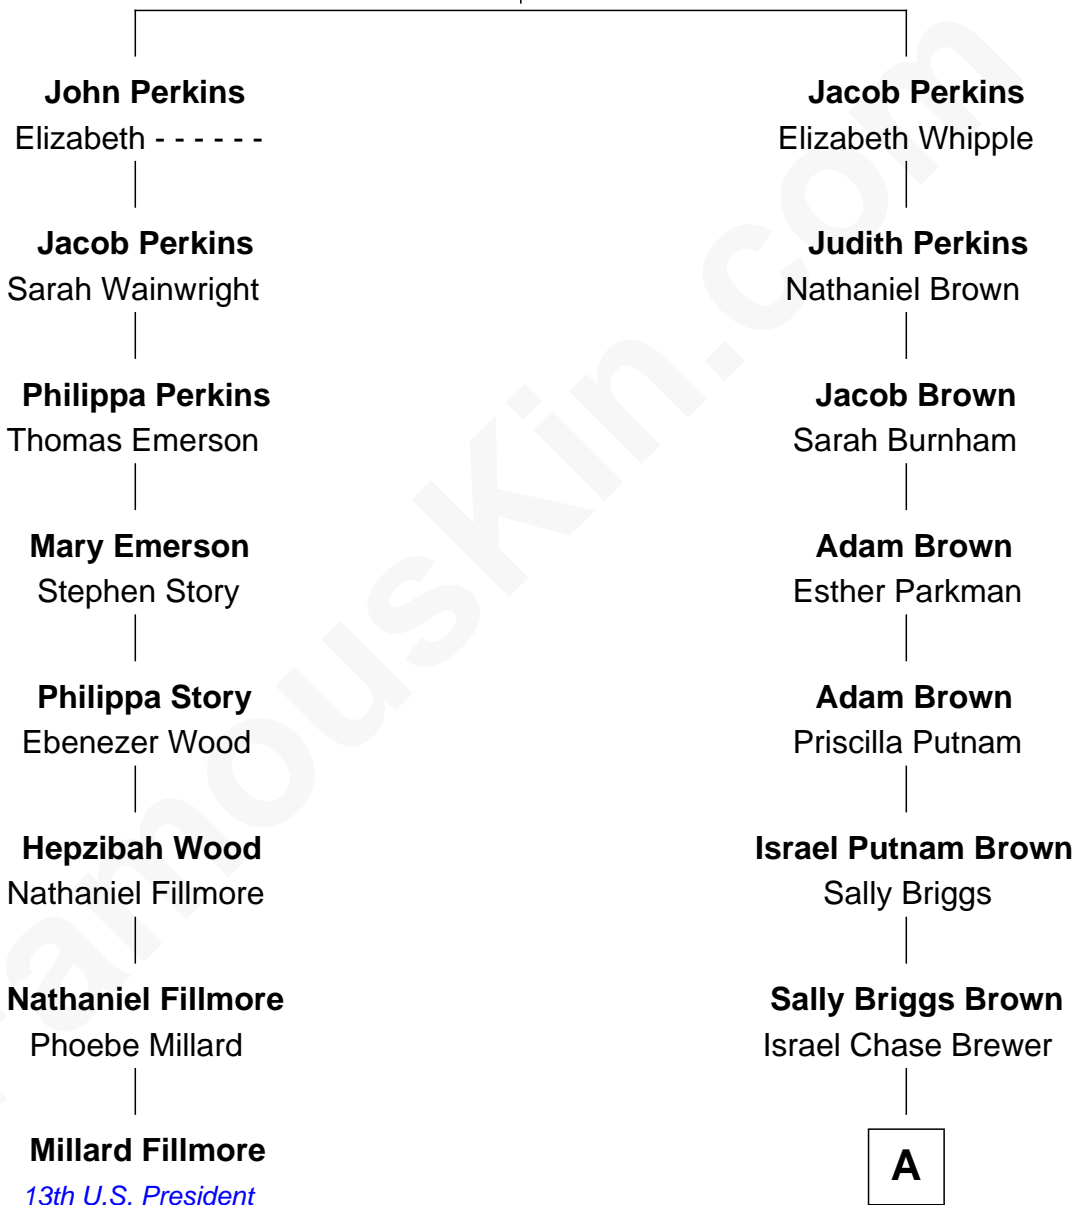 John Perkins
Elizabeth - - - - - -
Jacob Perkins
Sarah Wainwright
Philippa Perkins
Thomas Emerson
Mary Emerson
Stephen Story
Philippa Story
Ebenezer Wood
Hepzibah Wood
Nathaniel Fillmore
Nathaniel Fillmore
Phoebe Millard
Millard Fillmore
13th U.S. President
Jacob Perkins
Elizabeth Whipple
Judith Perkins
Nathaniel Brown
Jacob Brown
Sarah Burnham
Adam Brown
Esther Parkman
Adam Brown
Priscilla Putnam
Israel Putnam Brown
Sally Briggs
Sally Briggs Brown
Israel Chase Brewer
A
FamousKin.com